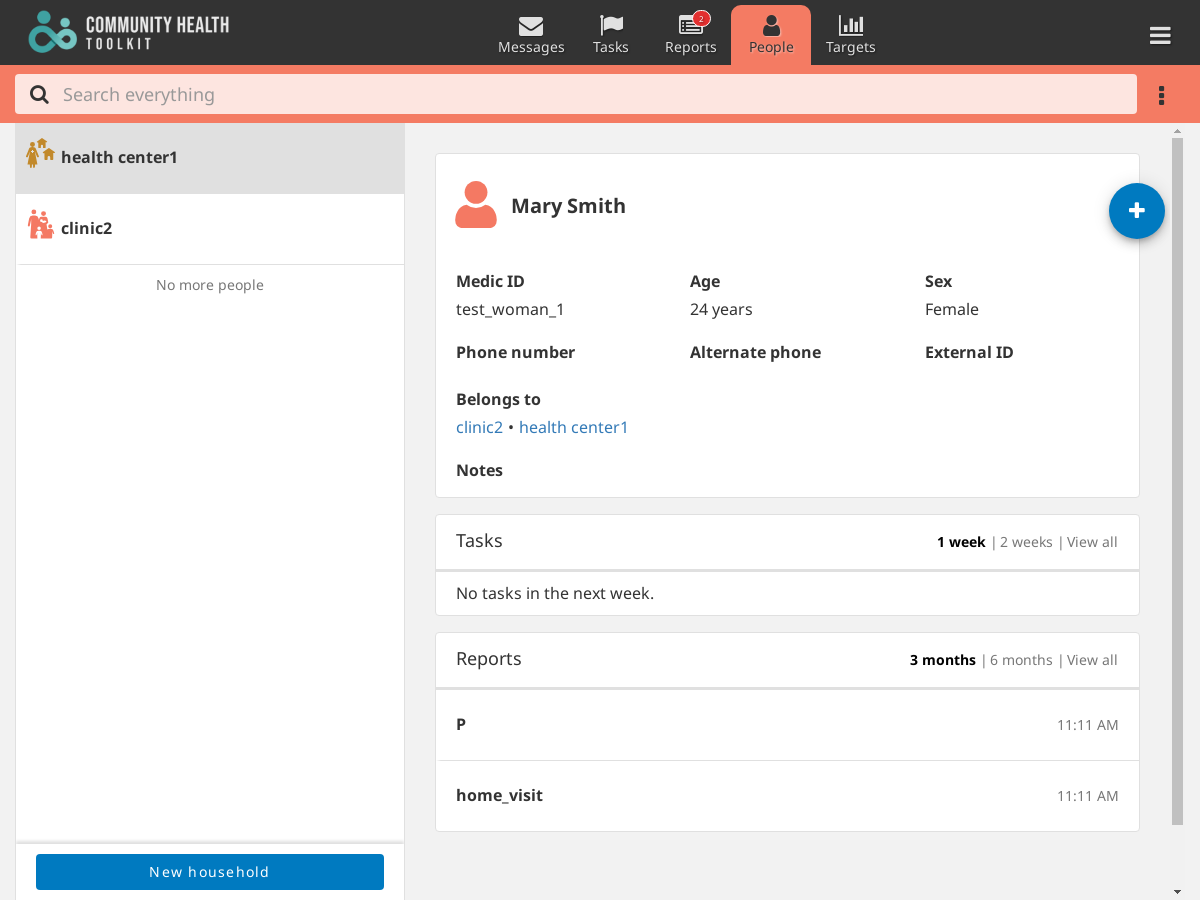 COMMUNITY HEALTH
TOOLKIT
Messages
Tasks
2
Reports
People
Targets
Search everything
health center1
clinic2
No more people
New household
Mary Smith
Medic ID Age Sex
test_woman_1 24 years Female
Phone number Alternate phone External ID
Belongs to
clinic2 • health center1
Notes
Tasks 1 week | 2 weeks | View all
No tasks in the next week.
Reports 3 months | 6 months | View all
P 11:11 AM
home_visit 11:11 AM